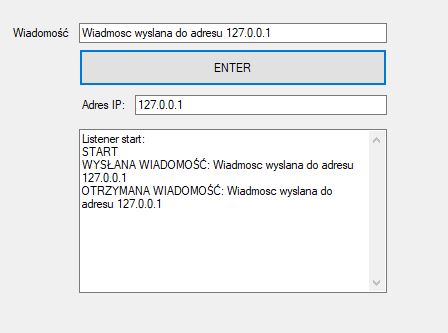 Wiadomość Wiadmosc wyslana do adresu 127.0.0.1
ENTER
Adres IP: 127.0.0.1
Listener start:
START
WYSŁANA WIADOMOŚĆ: Wiadmosc wyslana do adresu
127.0.0.1
OTRZYMANA WIADOMOŚĆ: Wiadmosc wyslana do
adresu 127.0.0.1